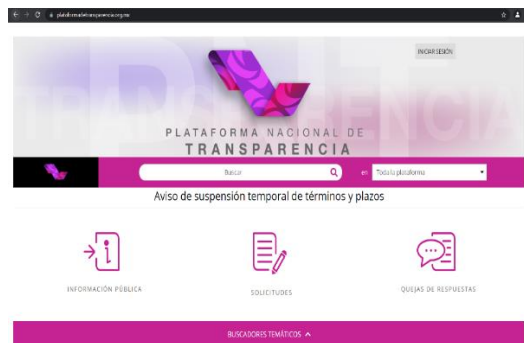 plataformadetransparencia.org.mx
INICIAR SESIÓN
PLATAFORMA NACIONAL DE
TRANSPARENCIA
Buscar en Toda la plataforma
Aviso de suspensión temporal de términos y plazos
INFORMACIÓN PÚBLICA SOLICITUDES QUEJAS DE RESPUESTAS
BUSCADORES TEMÁTICOS